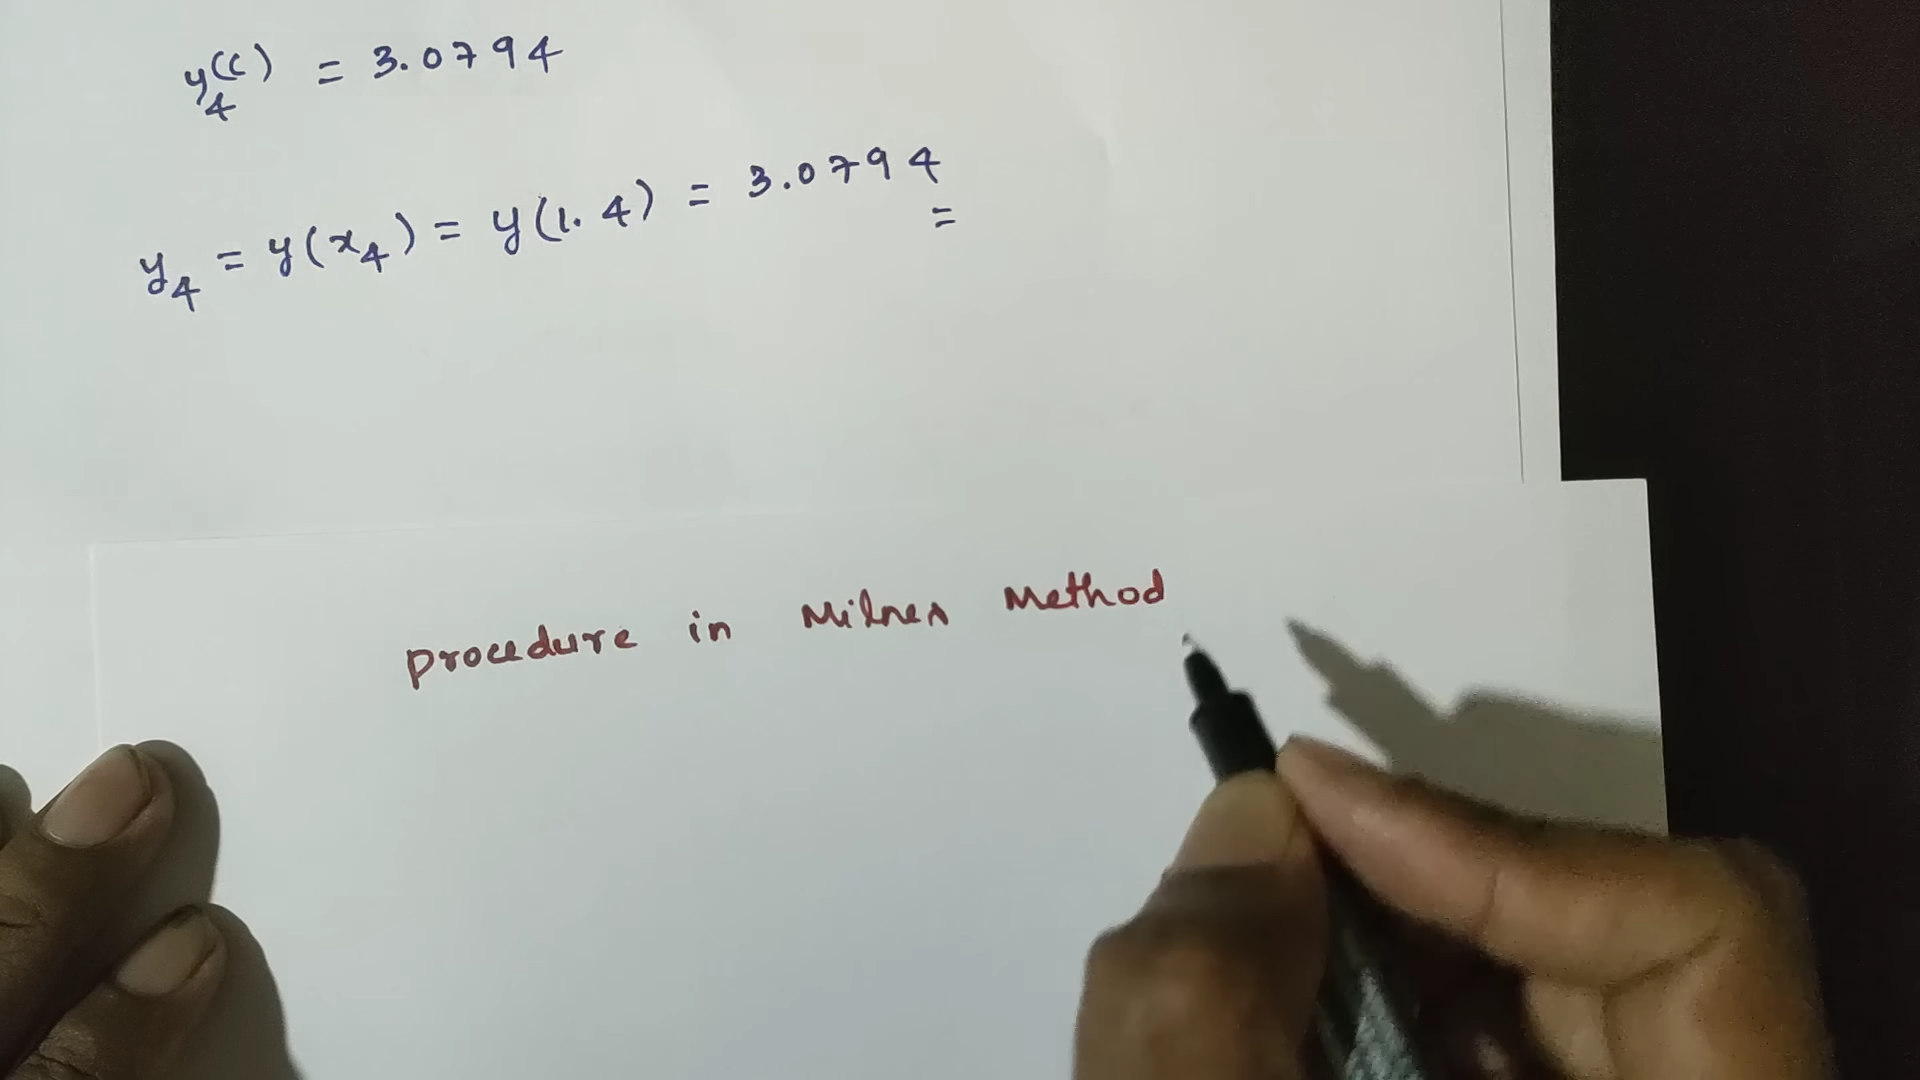 y₄⁽ᶜ⁾ = 3.0794
y₄ = y(x₄) = y(1.4) = 3.0794
=
procedure in Milnes Method